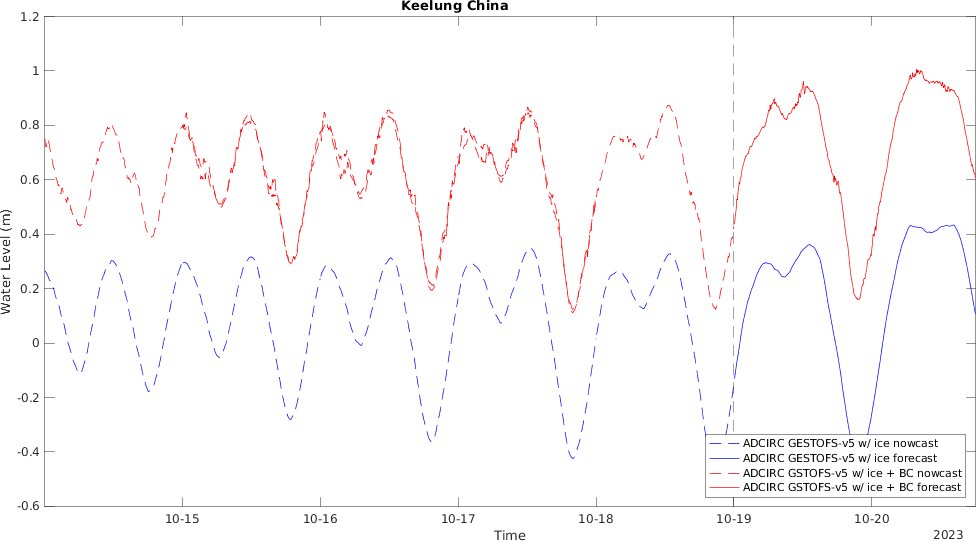 Keelung China
1.2
1
0.8
0.6
0.4
0.2
0
-0.2
-0.4
-0.6
Water Level (m)
10-15 10-16 10-17 10-18 10-19 10-20
Time
2023
ADCIRC GESTOFS-v5 w/ ice nowcast
ADCIRC GESTOFS-v5 w/ ice forecast
ADCIRC GSTOFS-v5 w/ ice + BC nowcast
ADCIRC GSTOFS-v5 w/ ice + BC forecast